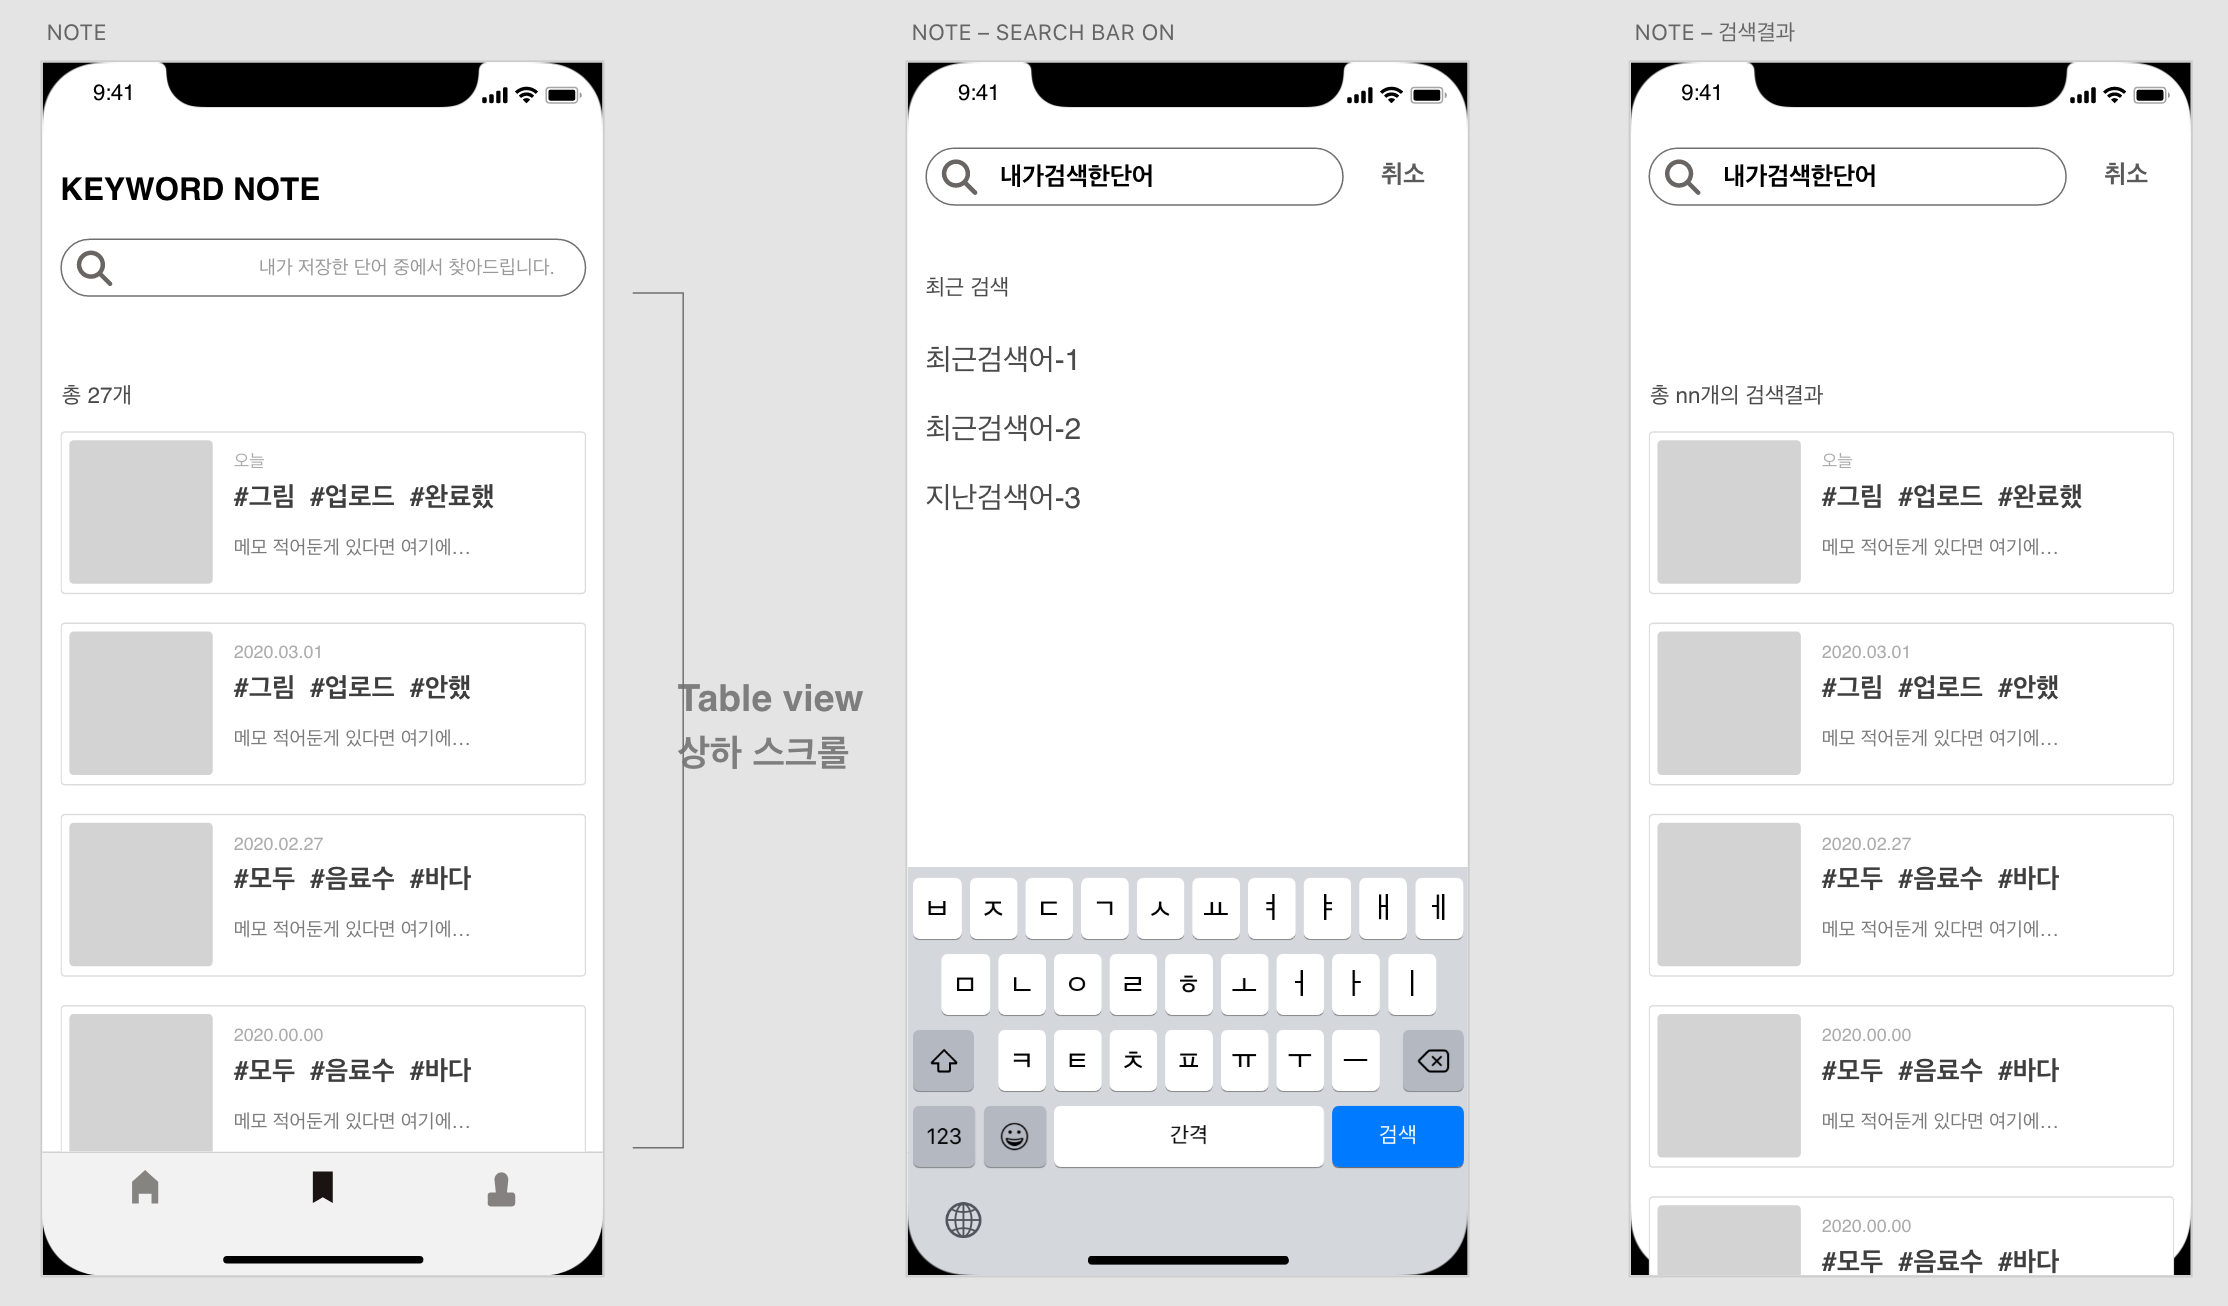 NOTE
9:41
KEYWORD NOTE
내가 저장한 단어 중에서 찾아드립니다.
총 27개
오늘
#그림 #업로드 #완료했
메모 적어둔게 있다면 여기에...
2020.03.01
#그림 #업로드 #안했
메모 적어둔게 있다면 여기에...
2020.02.27
#모두 #음료수 #바다
메모 적어둔게 있다면 여기에...
2020.00.00
#모두 #음료수 #바다
메모 적어둔게 있다면 여기에...
Table view
상하 스크롤
NOTE – SEARCH BAR ON
9:41
내가검색한단어 취소
최근 검색
최근검색어-1
최근검색어-2
지난검색어-3
ㅂ ㅈ ㄷ ㄱ ㅅ ㅛ ㅕ ㅑ ㅐ ㅔ
ㅁ ㄴ ㅇ ㄹ ㅎ ㅗ ㅓ ㅏ ㅣ
ㅋ ㅌ ㅊ ㅍ ㅠ ㅜ ㅡ
123 간격 검색
NOTE – 검색결과
9:41
내가검색한단어 취소
총 nn개의 검색결과
오늘
#그림 #업로드 #완료했
메모 적어둔게 있다면 여기에...
2020.03.01
#그림 #업로드 #안했
메모 적어둔게 있다면 여기에...
2020.02.27
#모두 #음료수 #바다
메모 적어둔게 있다면 여기에...
2020.00.00
#모두 #음료수 #바다
메모 적어둔게 있다면 여기에...
2020.00.00
#모두 #음료수 #바다